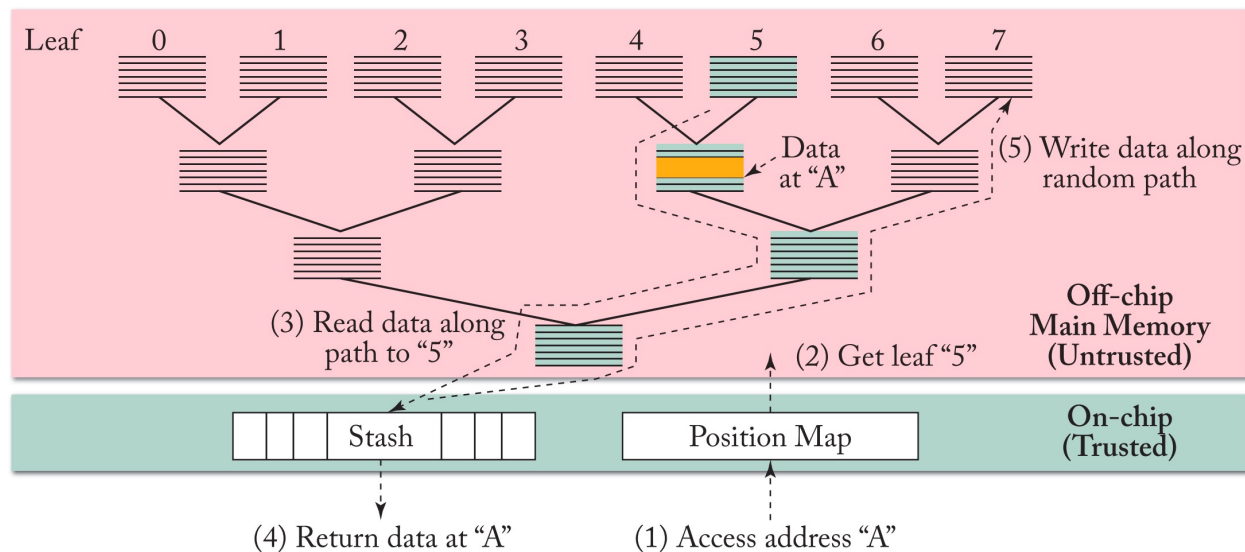 Leaf 0 1 2 3 4 5 6 7
Data
at “A”
(5) Write data along
random path
(3) Read data along
path to “5”
Off-chip
Main Memory
(Untrusted)
(2) Get leaf “5”
Stash
Position Map
On-chip
(Trusted)
(4) Return data at “A”
(1) Access address “A”